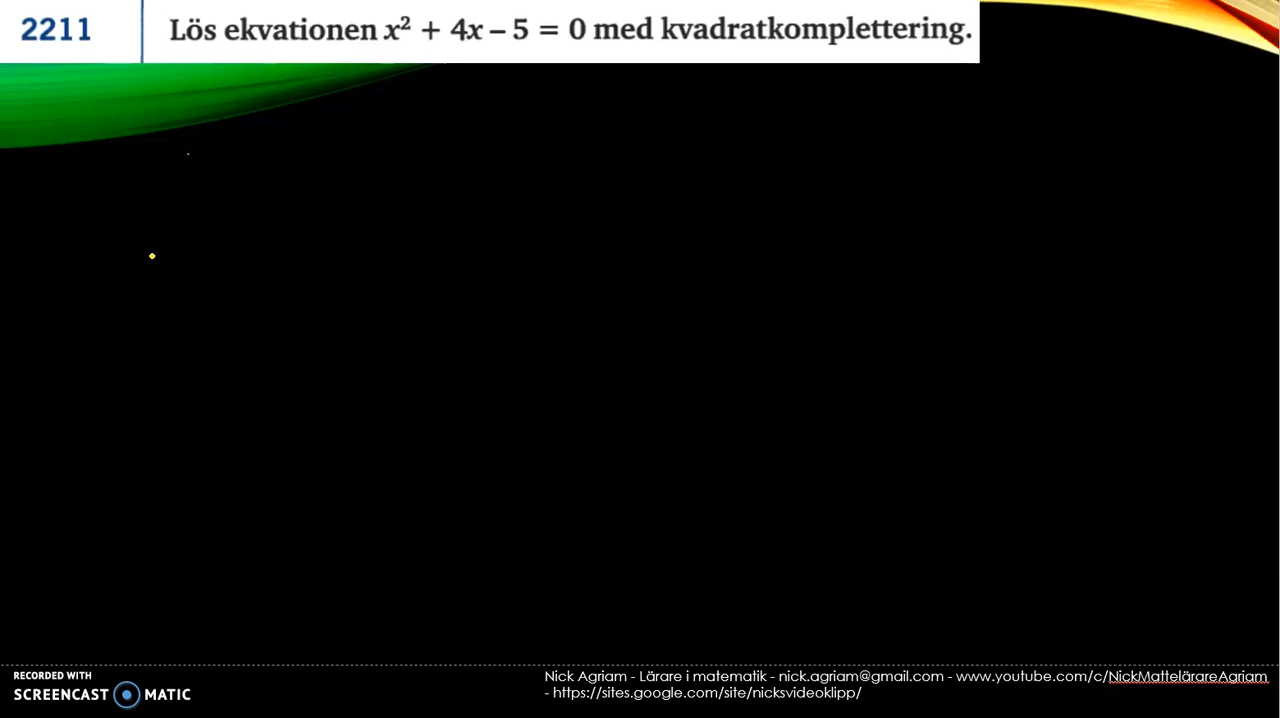 2211 Lös ekvationen x² + 4x – 5 = 0 med kvadratkomplettering.
RECORDED WITH
SCREENCAST MATIC
Nick Agriam - Lärare i matematik - nick.agriam@gmail.com - www.youtube.com/c/NickMattelärareAgriam
- https://sites.google.com/site/nicksvideoklipp/